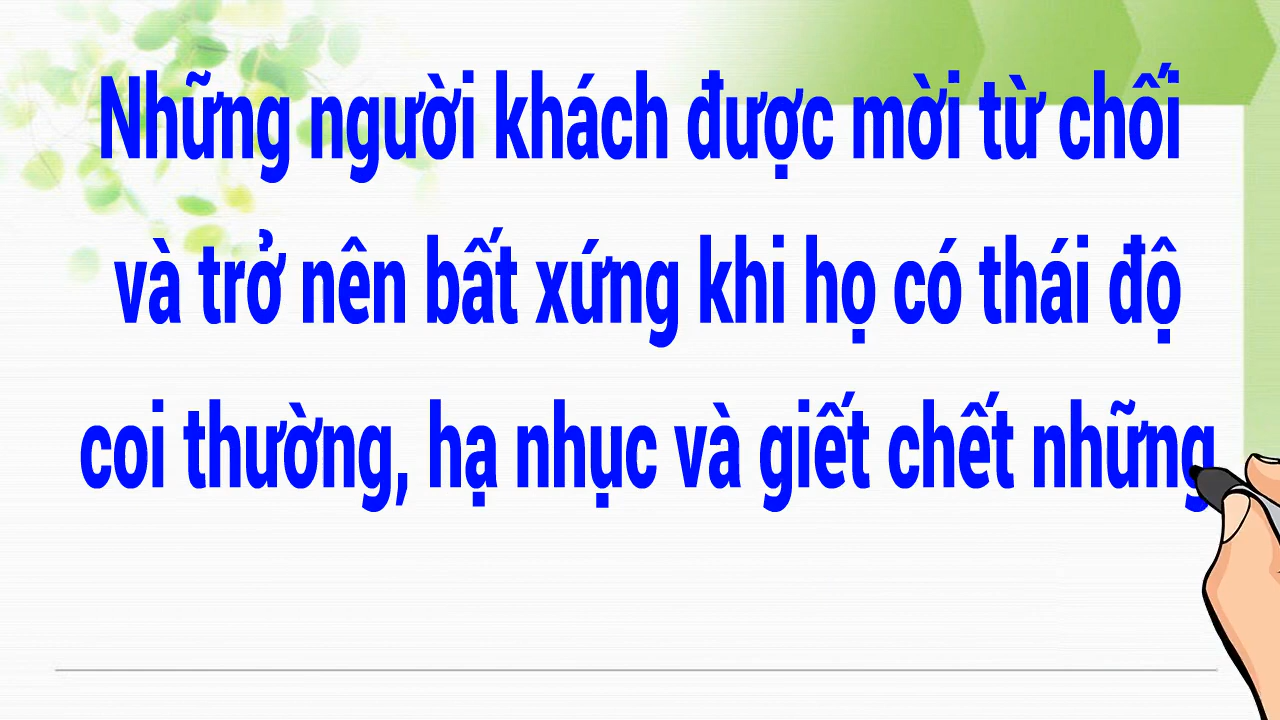 Những người khách được mời từ chối
và trở nên bất xứng khi họ có thái độ
coi thường, hạ nhục và giết chết những